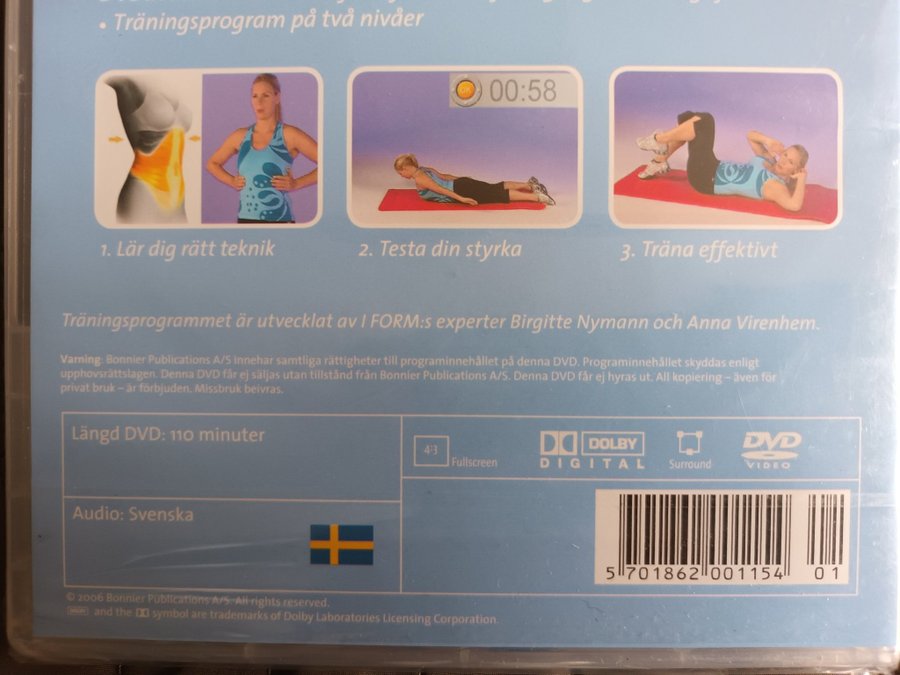 • Träningsprogram på två nivåer
OK 00:58
1. Lär dig rätt teknik
2. Testa din styrka
3. Träna effektivt
Träningsprogrammet är utvecklat av I FORM:s experter Birgitte Nymann och Anna Virenhem.
Varning: Bonnier Publications A/S innehar samtliga rättigheter till programinnehållet på denna DVD. Programinnehållet skyddas enligt
upphovsrättslagen. Denna DVD får ej säljas utan tillstånd från Bonnier Publications A/S. Denna DVD får ej hyras ut. All kopiering – även för
privat bruk – är förbjuden. Missbruk beivras.
Längd DVD: 110 minuter
4:3 Fullscreen
DOLBY
DIGITAL
Surround
DVD
VIDEO
Audio: Svenska
5 701862 001154 01
© 2006 Bonnier Publications A/S. All rights reserved.
DOLBY and the symbol are trademarks of Dolby Laboratories Licensing Corporation.